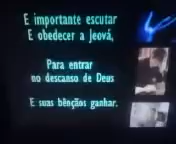 E importante escutar
E obedecer a Jeová,
Para entrar
no descanso de Deus
E suas bênçãos ganhar.